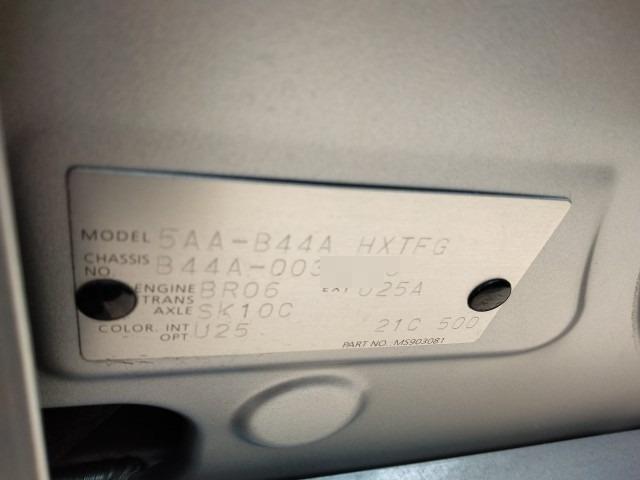 MODEL 5AA-B44A HXTFG
CHASSIS NO. B44A-003
ENGINE BR06 U25A
TRANS AXLE SK10C
COLOR. INT OPT. U25 21C 500
PART NO. MS903081